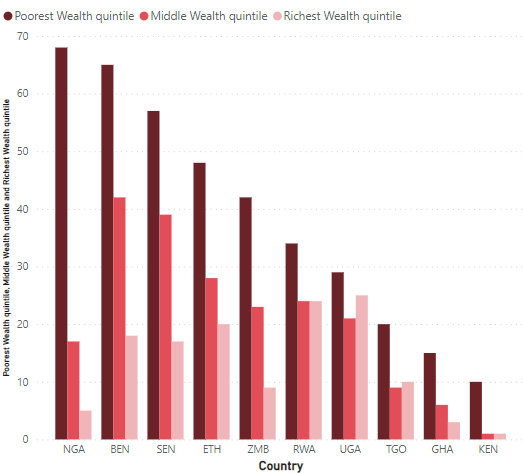 Poorest Wealth quintile Middle Wealth quintile Richest Wealth quintile
Poorest Wealth quintile, Middle Wealth quintile and Richest Wealth quintile
70
60
50
40
30
20
10
0
NGA BEN SEN ETH ZMB RWA UGA TGO GHA KEN
Country